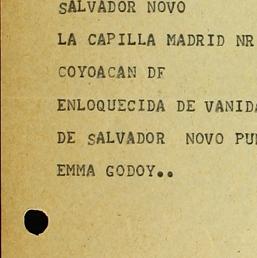 SALVADOR NOVO
LA CAPILLA MADRID NR
COYOACAN DF
ENLOQUECIDA DE VANIDA
DE SALVADOR NOVO PU
EMMA GODOY..